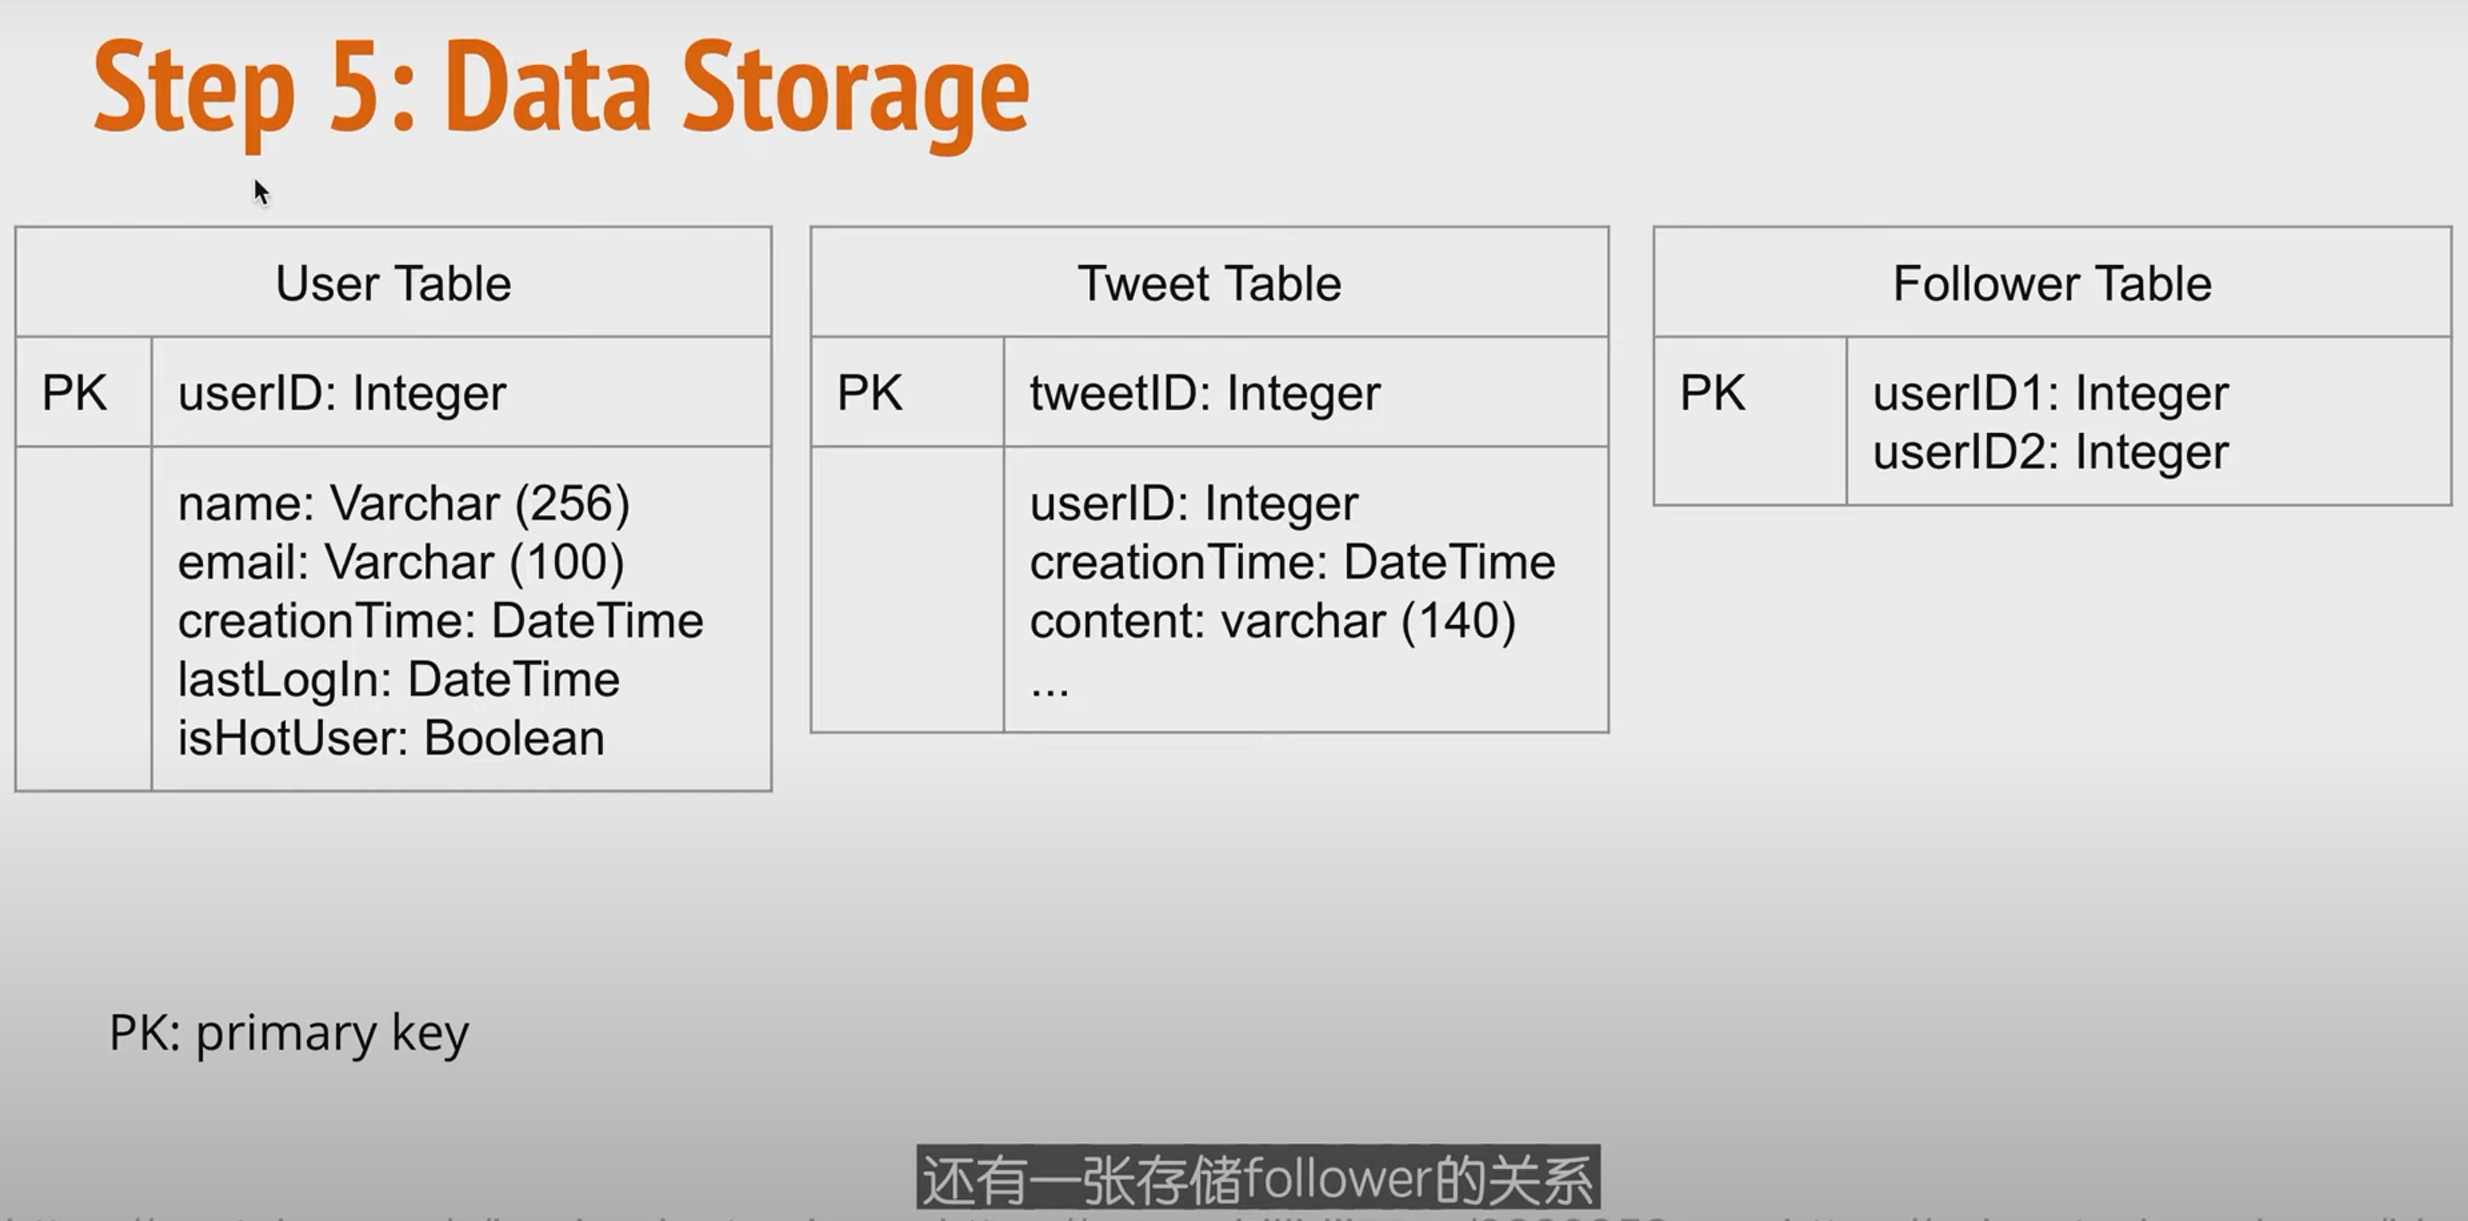 Step 5: Data Storage
User Table
PK
userID: Integer
name: Varchar (256)
email: Varchar (100)
creationTime: DateTime
lastLogIn: DateTime
isHotUser: Boolean
Tweet Table
PK
tweetID: Integer
userID: Integer
creationTime: DateTime
content: varchar (140)
...
Follower Table
PK
userID1: Integer
userID2: Integer
PK: primary key
还有一张存储follower的关系